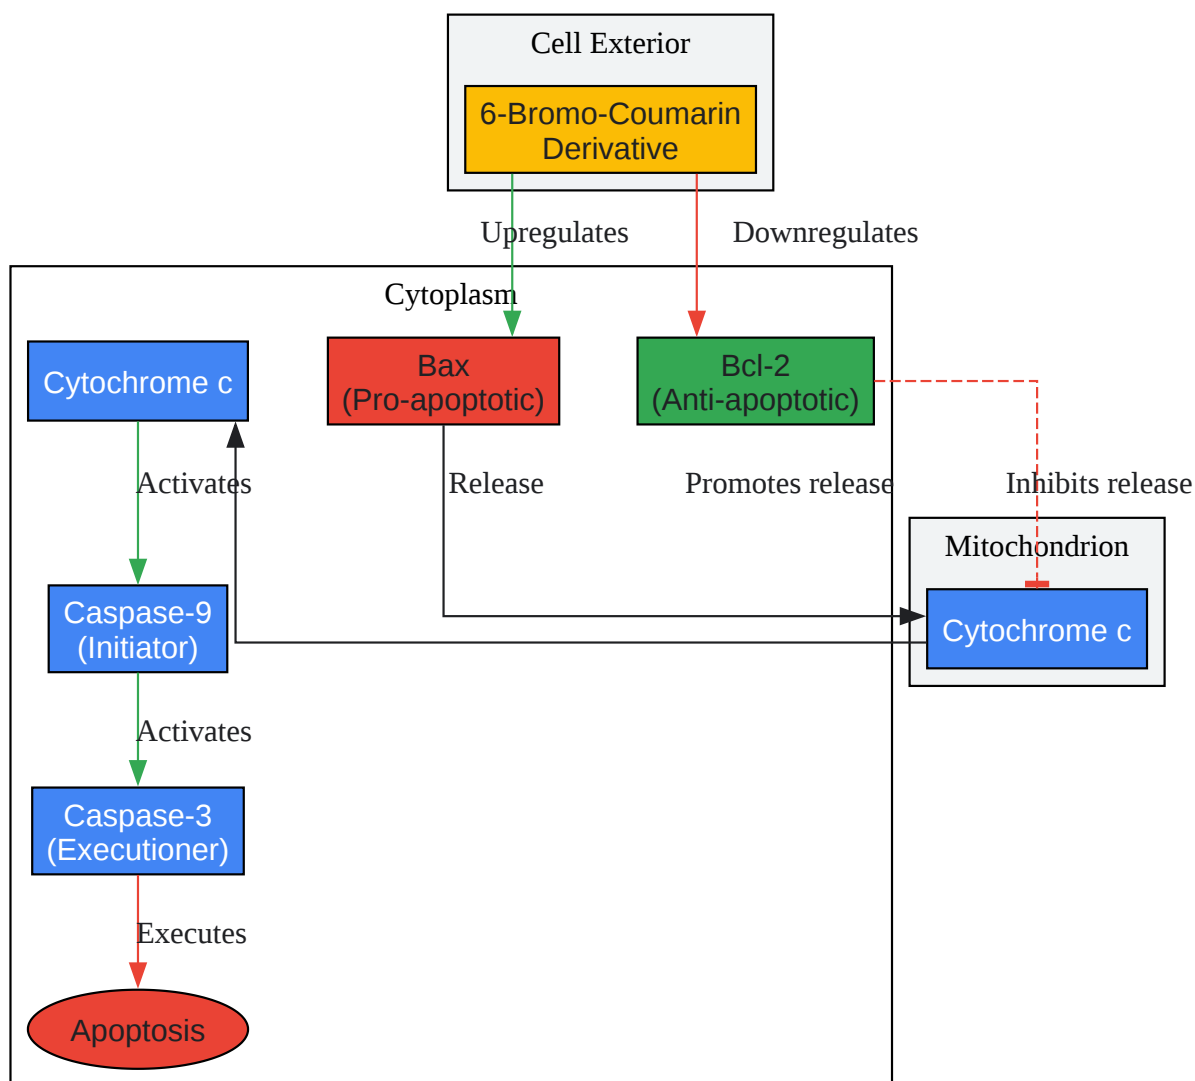 Cell Exterior
6-Bromo-Coumarin
Derivative
Upregulates
Downregulates
Cytoplasm
Cytochrome c
Bax
(Pro-apoptotic)
Bcl-2
(Anti-apoptotic)
Activates
Release
Promotes release
Inhibits release
Mitochondrion
Caspase-9
(Initiator)
Cytochrome c
Activates
Caspase-3
(Executioner)
Executes
Apoptosis